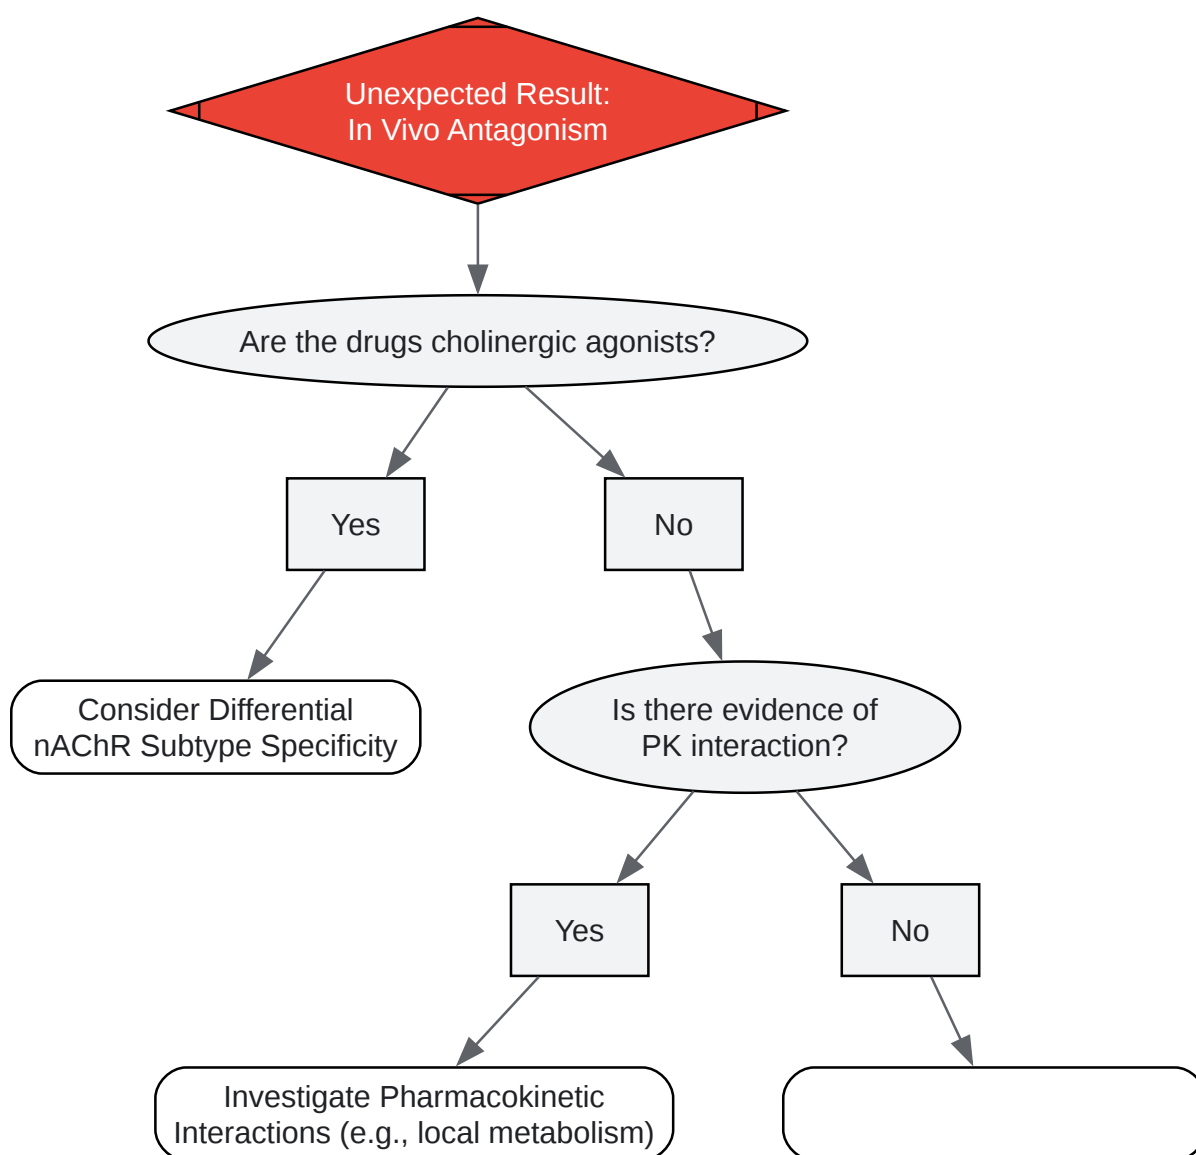 Unexpected Result:
In Vivo Antagonism
Are the drugs cholinergic agonists?
Yes
No
Consider Differential
nAChR Subtype Specificity
Is there evidence of
PK interaction?
Yes
No
Investigate Pharmacokinetic
Interactions (e.g., local metabolism)